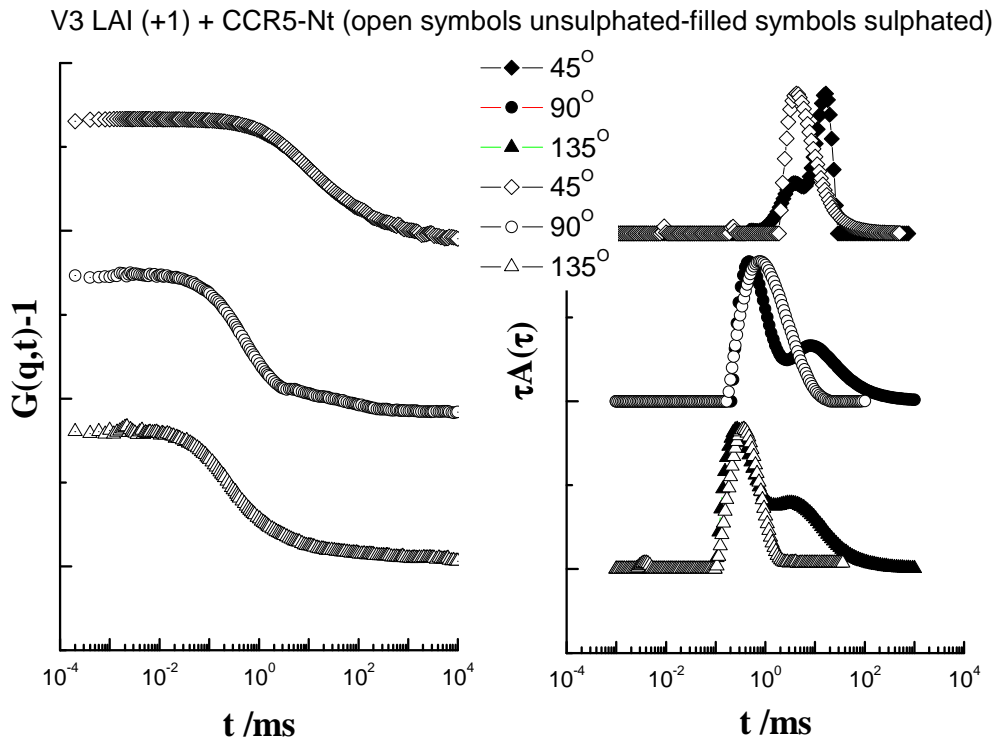 V3 LAI (+1) + CCR5-Nt (open symbols unsulphated-filled symbols sulphated)
45^O
90^O
135^O
45^O
90^O
135^O
G(q,t)-1
τA(τ)
10^-4 10^-2 10^0 10^2 10^4
10^-4 10^-2 10^0 10^2 10^4
t /ms
t /ms